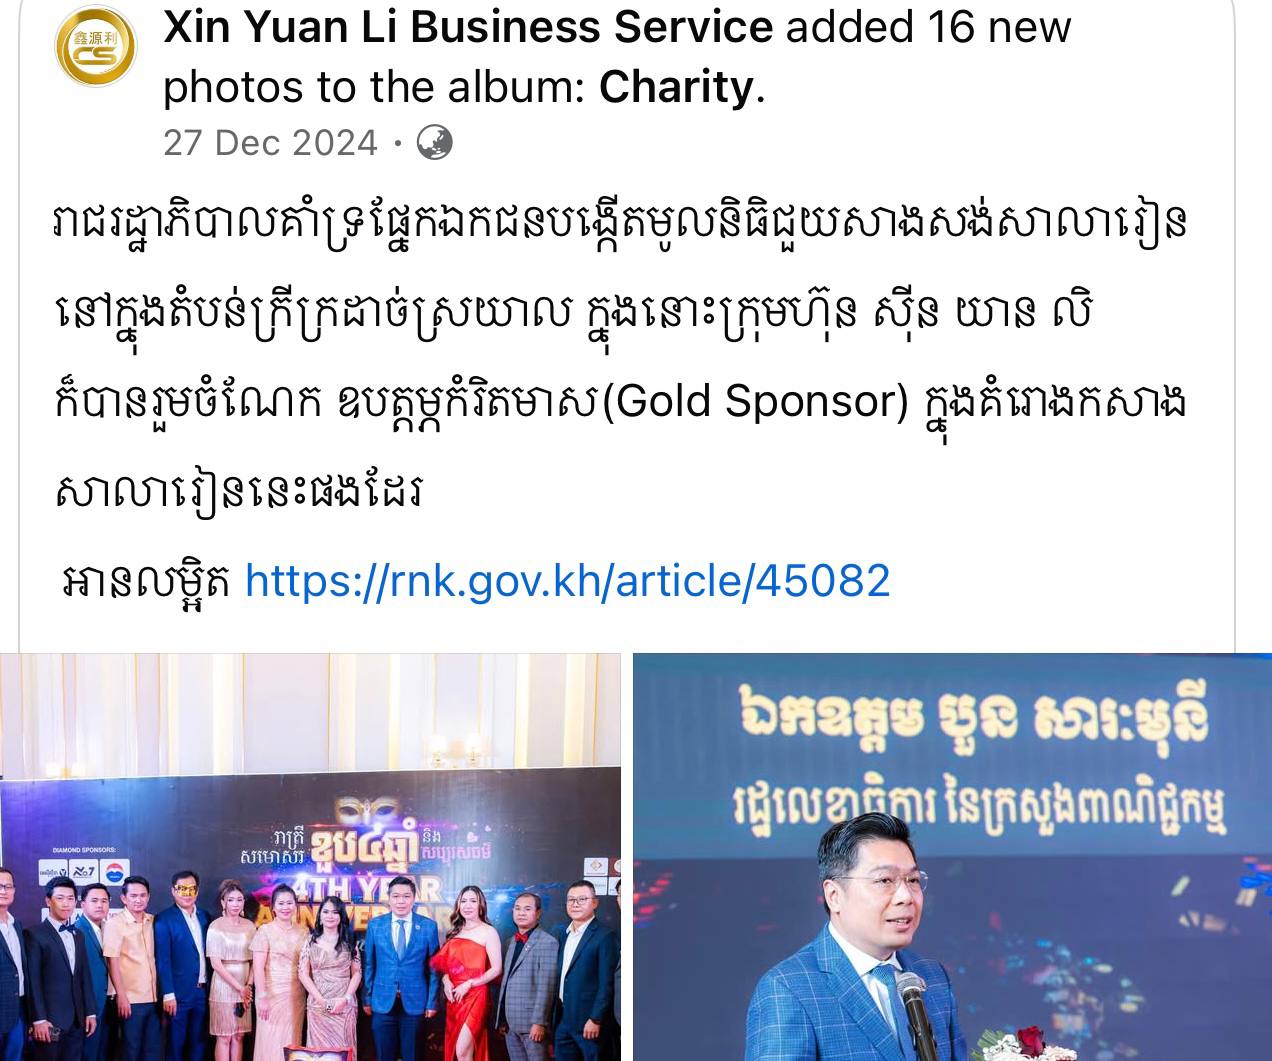 鑫源利
CS
Xin Yuan Li Business Service added 16 new
photos to the album: Charity.
27 Dec 2024 ·
រាជរដ្ឋាភិបាលគាំទ្រផ្នែកឯកជនបង្កើតមូលនិធិជួយសាងសង់សាលារៀន
នៅក្នុងតំបន់ក្រីក្រដាច់ស្រយាល ក្នុងនោះក្រុមហ៊ុន ស៊ីន យាន លិ
ក៏បានរួមចំណែក ឧបត្ថម្ភកំរិតមាស(Gold Sponsor) ក្នុងគំរោងកសាង
សាលារៀននេះផងដែរ
អានលម្អិត https://rnk.gov.kh/article/45082
រាត្រី
សមោសរ
ខួប៤ឆ្នាំ
និង
សប្បុរសធម៌
DIAMOND SPONSORS:
4TH YEAR
ឯកឧត្តម ប៉ួន សារៈមុនី
រដ្ឋលេខាធិការ នៃក្រសួងពាណិជ្ជកម្ម